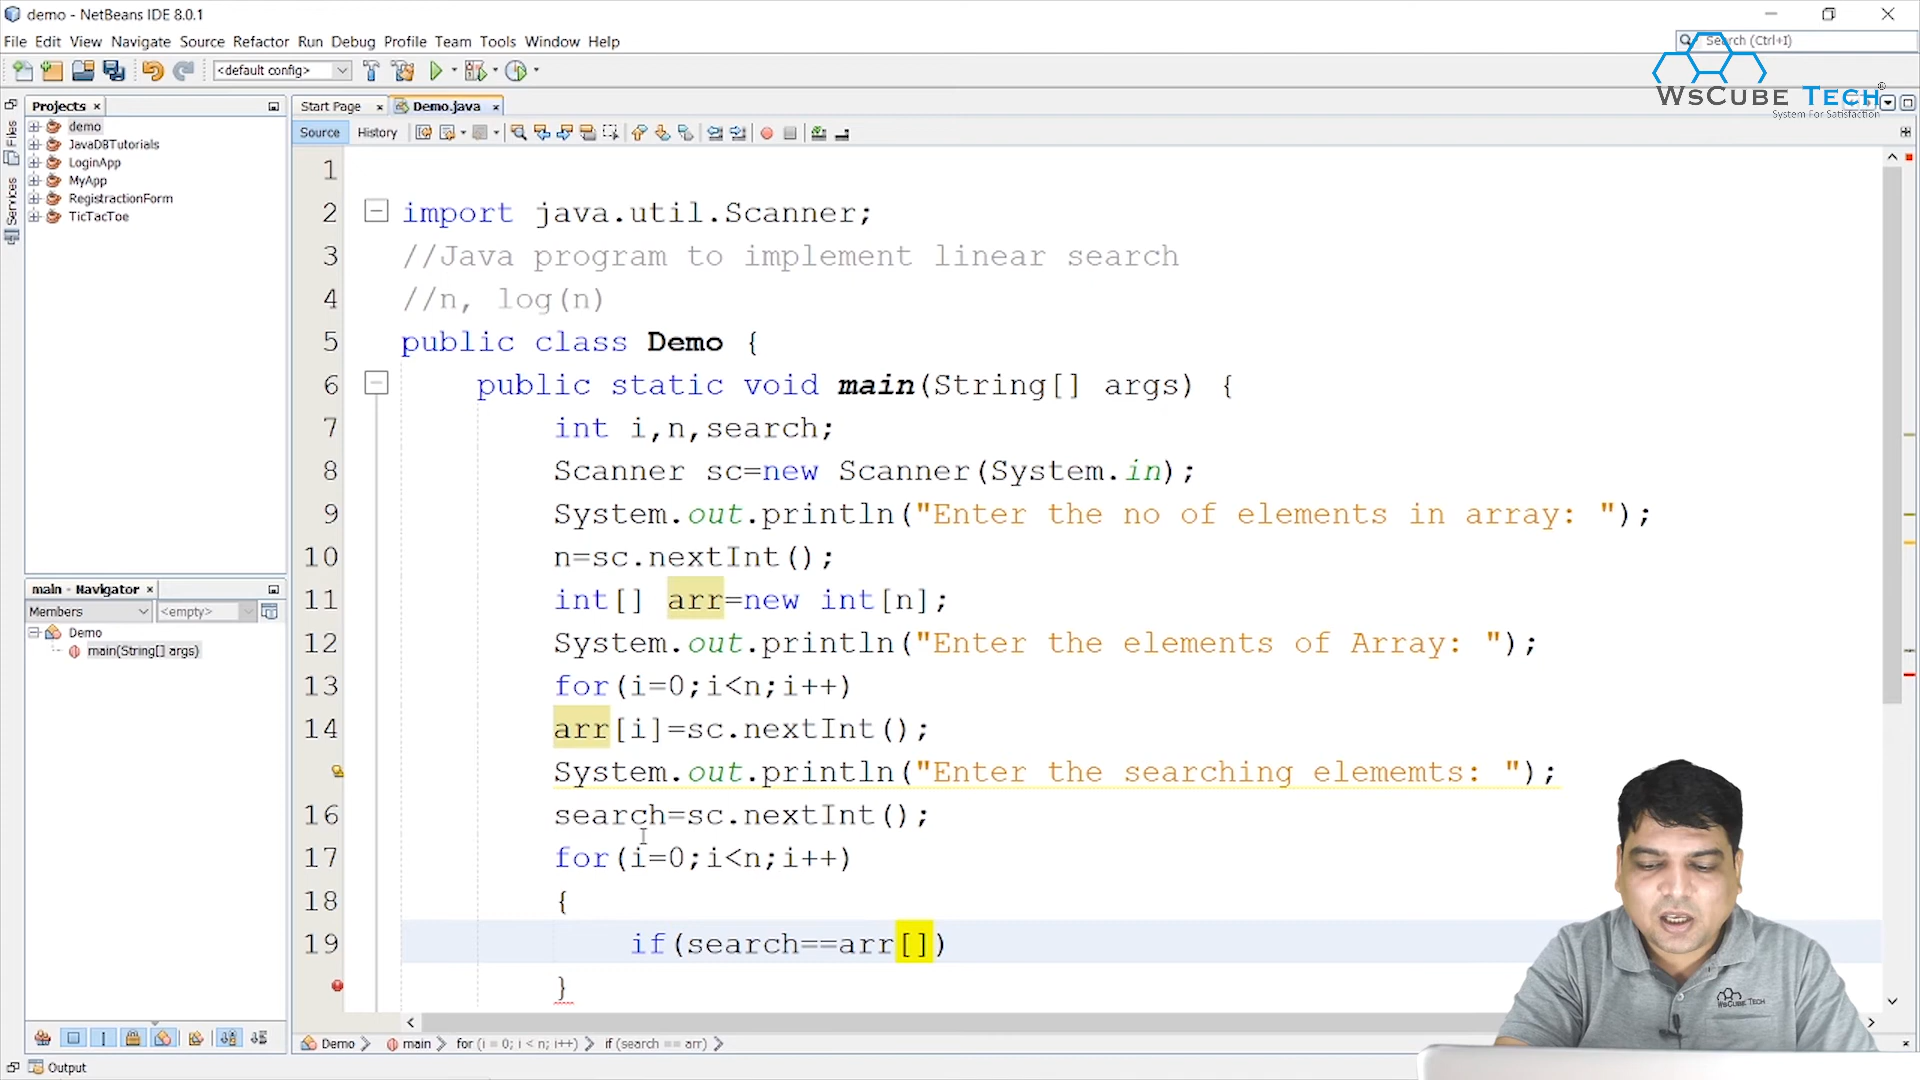 demo - NetBeans IDE 8.0.1
File Edit View Navigate Source Refactor Run Debug Profile Team Tools Window Help
Search (Ctrl+I)
<default config>
WsCube Tech
System For Satisfaction
Projects
Start Page
Demo.java
Source
History
Files
Services
demo
JavaDBTutorials
LoginApp
MyApp
RegistractionForm
TicTacToe
main - Navigator
Members
<empty>
Demo
main(String[] args)
1
2 import java.util.Scanner;
3 //Java program to implement linear search
4 //n, log(n)
5 public class Demo {
6 public static void main(String[] args) {
7 int i,n,search;
8 Scanner sc=new Scanner(System.in);
9 System.out.println("Enter the no of elements in array: ");
10 n=sc.nextInt();
11 int[] arr=new int[n];
12 System.out.println("Enter the elements of Array: ");
13 for(i=0;i<n;i++)
14 arr[i]=sc.nextInt();
System.out.println("Enter the searching elememts: ");
16 search=sc.nextInt();
17 for(i=0;i<n;i++)
18 {
19 if(search==arr[])
}
Demo main for (i = 0; i < n; i++) if (search == arr)
Output
WsCube Tech